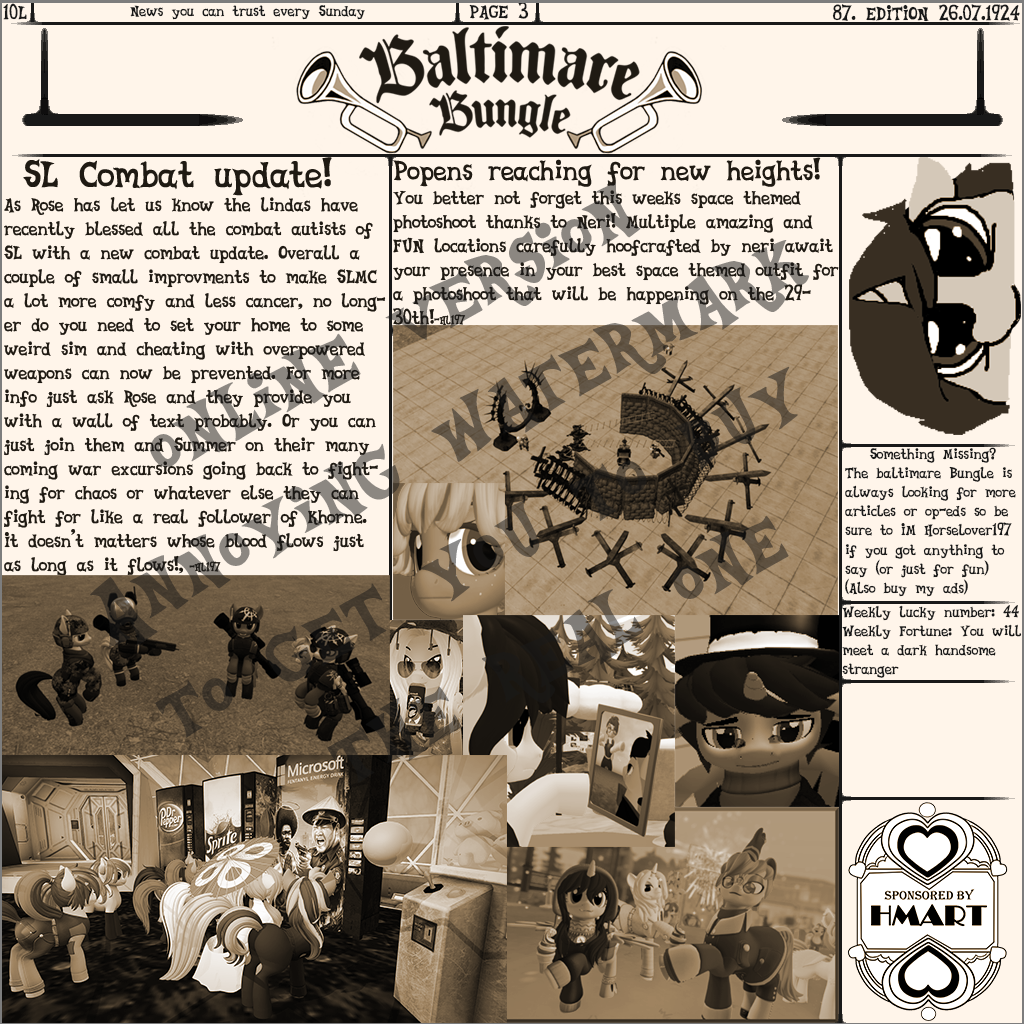 10L
News you can trust every Sunday
PAGE 3
87. EDITION 26.07.1924
Baltimare
Bungle
SL Combat update!
As Rose has let us know the lindas have
recently blessed all the combat autists of
SL with a new combat update. Overall a
couple of small improvments to make SLMC
a lot more comfy and less cancer, no long-
er do you need to set your home to some
weird sim and cheating with overpowered
weapons can now be prevented. For more
info just ask Rose and they provide you
with a wall of text probably. Or you can
just join them and Summer on their many
coming war excursions going back to fight-
ing for chaos or whatever else they can
fight for like a real follower of Khorne.
it doesn't matters whose blood flows just
as long as it flows!, -HL197
Popens reaching for new heights!
You better not forget this weeks space themed
photoshoot thanks to Neri! Multiple amazing and
FUN locations carefully hoofcrafted by neri await
your presence in your best space themed outfit for
a photoshoot that will be happening on the 29-
30th!-HL197
Something Missing?
The baltimare Bungle is
always looking for more
articles or op-eds so be
sure to iM Horselover197
if you got anything to
say (or just for fun)
(Also buy my ads)
Weekly lucky number: 44
Weekly Fortune: You will
meet a dark handsome
stranger
ONLINE VERSION
ANNOYING WATERMARK
TO GET YOU TO BUY
THE REAL ONE
Microsoft
FENTANYL ENERGY DRINK
Dr
Pepper
Sprite
SPONSORED BY
HMART